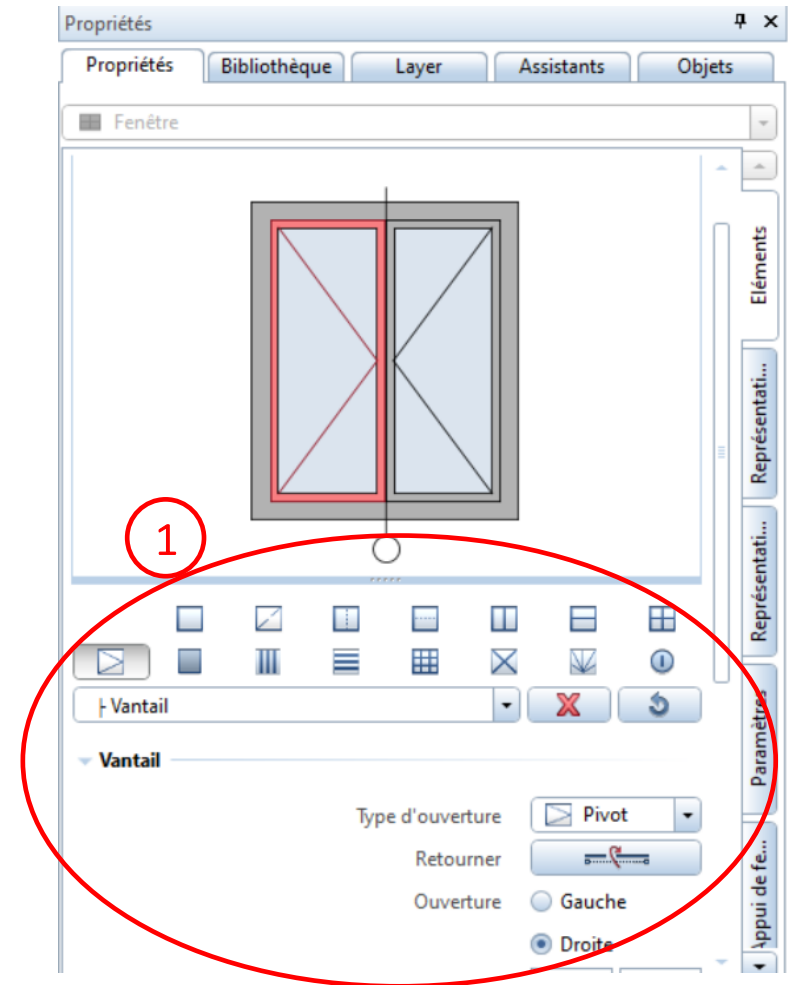 Propriétés
Propriétés Bibliothèque Layer Assistants Objets
Fenêtre
Eléments
Représentati...
Représentati...
Paramètres
Appui de fe...
1
Vantail
Vantail
Type d'ouverture Pivot
Retourner
Ouverture Gauche
Droite